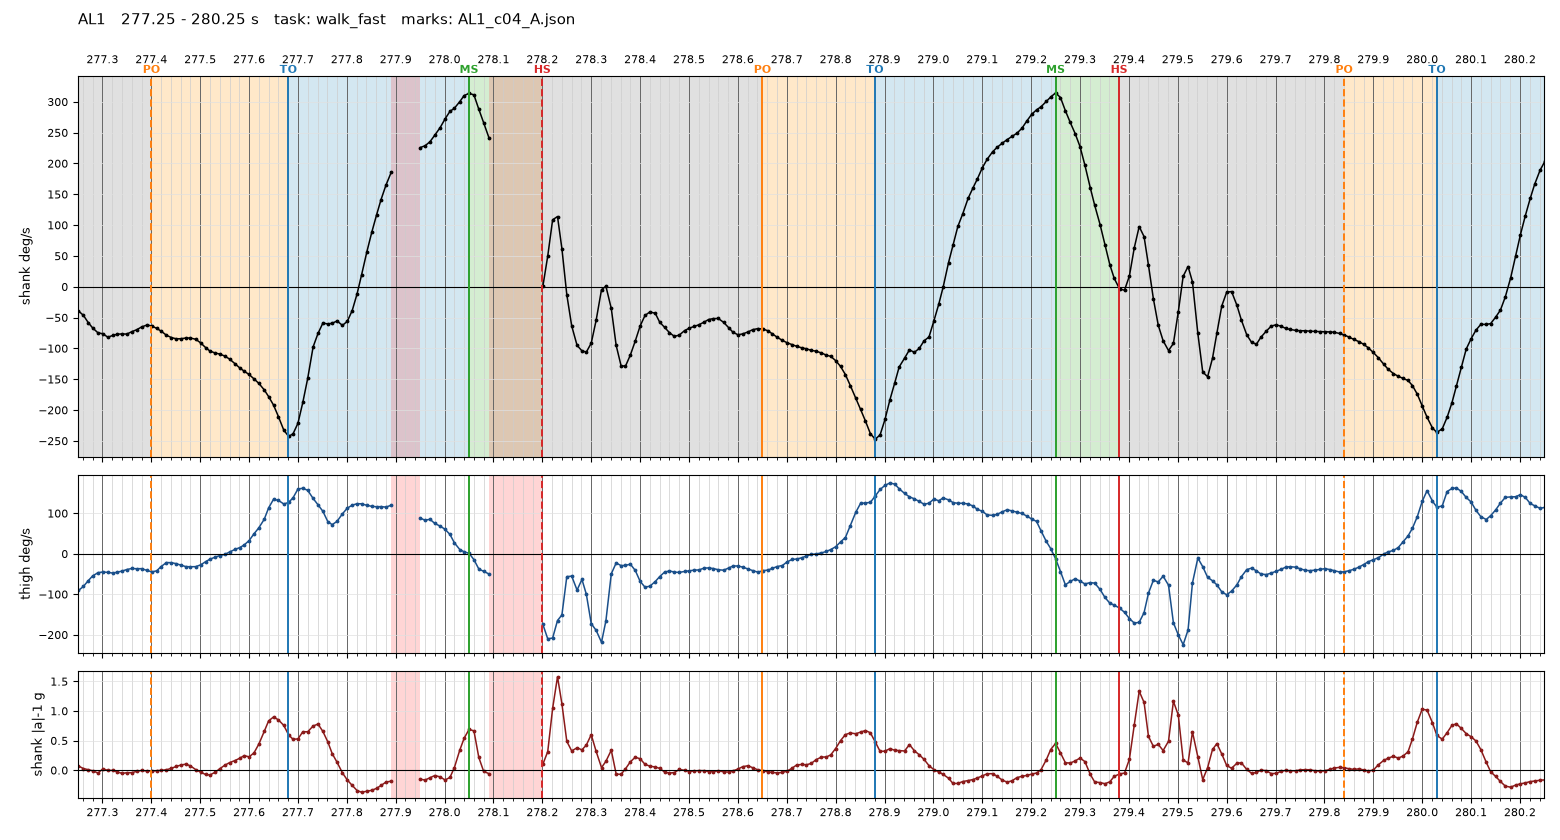 AL1   277.25 - 280.25 s   task: walk_fast   marks: AL1_c04_A.json
277.3 277.4 277.5 277.6 277.7 277.8 277.9 278.0 278.1 278.2 278.3 278.4 278.5 278.6 278.7 278.8 278.9 279.0 279.1 279.2 279.3 279.4 279.5 279.6 279.7 279.8 279.9 280.0 280.1 280.2
PO TO MS HS PO TO MS HS PO TO
shank deg/s
300
250
200
150
100
50
0
−50
−100
−150
−200
−250
thigh deg/s
100
0
−100
−200
shank |a|-1 g
1.5
1.0
0.5
0.0
277.3 277.4 277.5 277.6 277.7 277.8 277.9 278.0 278.1 278.2 278.3 278.4 278.5 278.6 278.7 278.8 278.9 279.0 279.1 279.2 279.3 279.4 279.5 279.6 279.7 279.8 279.9 280.0 280.1 280.2